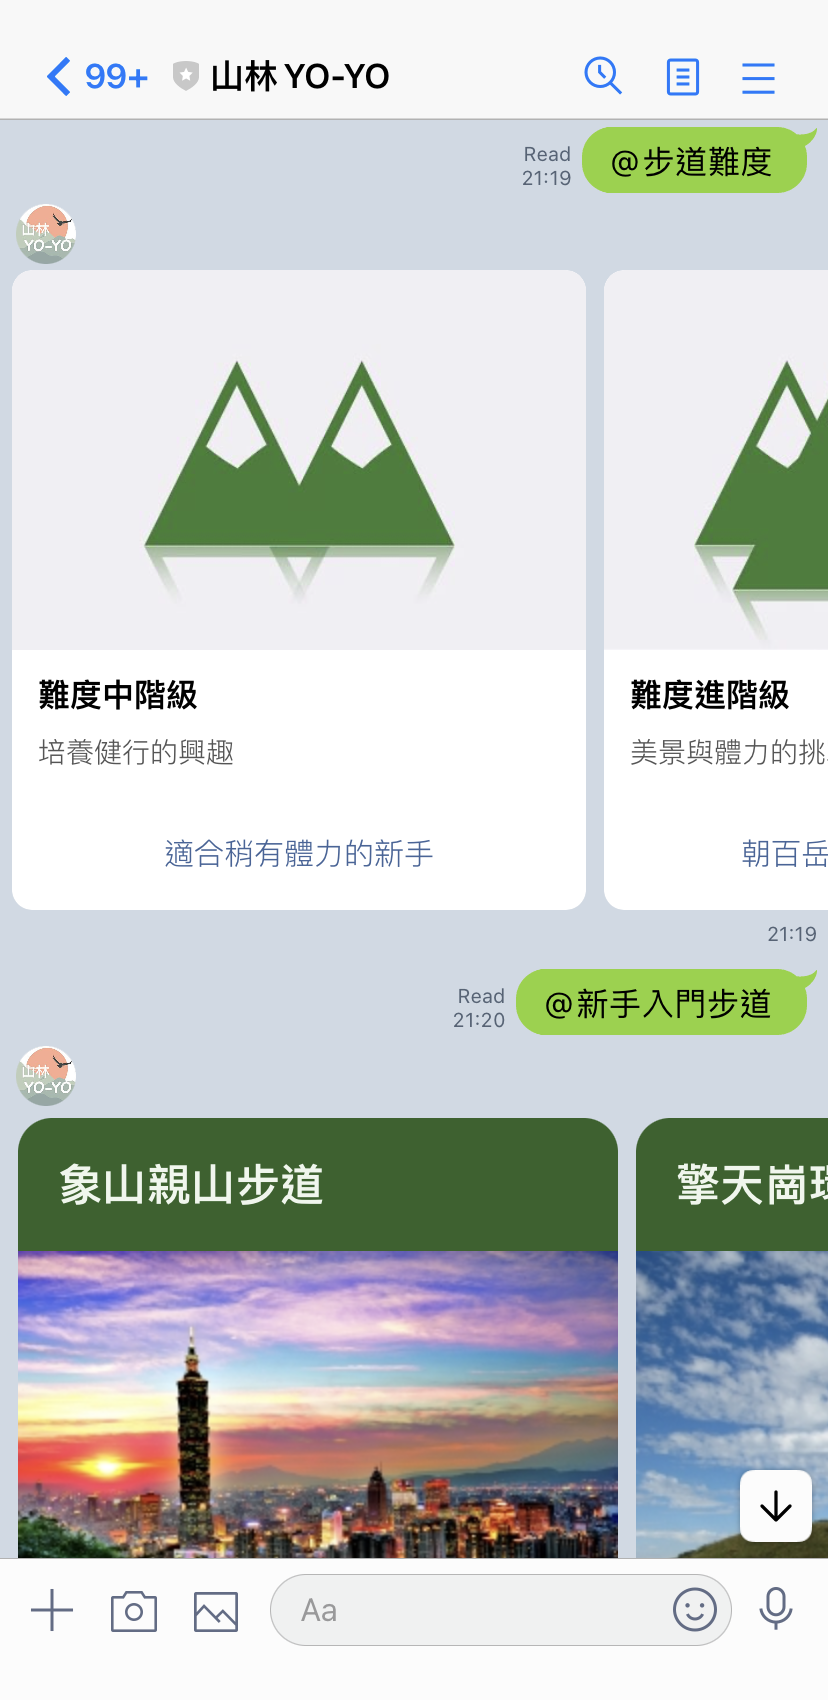 99+ 山林 YO-YO
Read
21:19
@步道難度
山林
YO-YO
難度中階級
培養健行的興趣
適合稍有體力的新手
難度進階級
美景與體力的挑
朝百岳
21:19
Read
21:20
@新手入門步道
山林
YO-YO
象山親山步道
擎天崗環
Aa